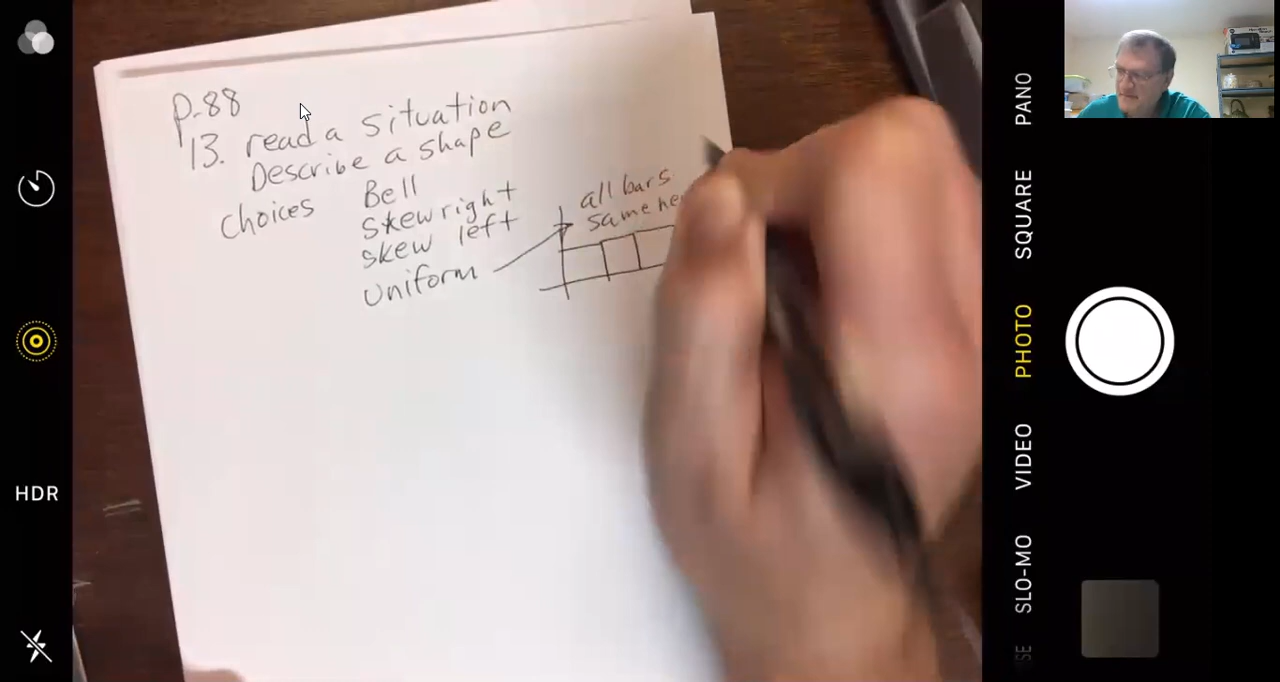 p.88
13. read a situation
Describe a shape
choices Bell
skew right
skew left
uniform
all bars
same
HDR
PANO
SQUARE
PHOTO
VIDEO
SLO-MO